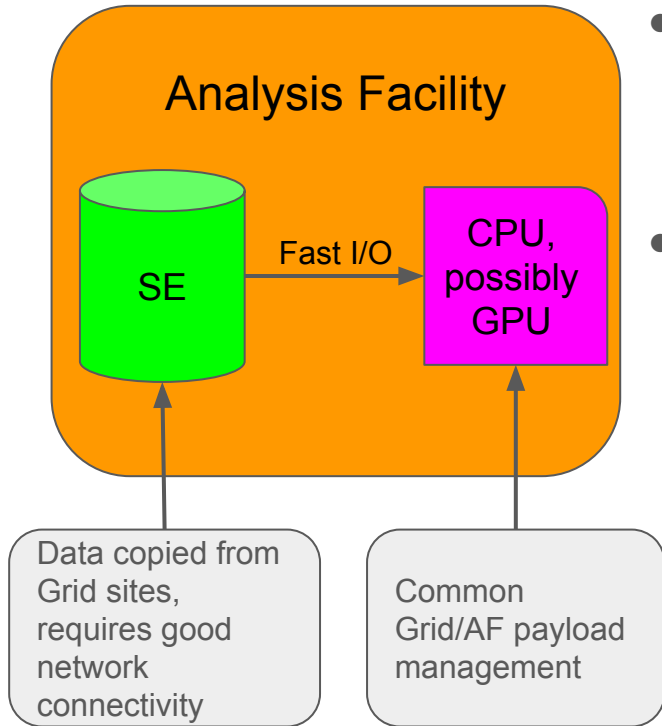 Analysis Facility
SE
Fast I/O
CPU,
possibly
GPU
Data copied from
Grid sites,
requires good
network
connectivity
Common
Grid/AF payload
management